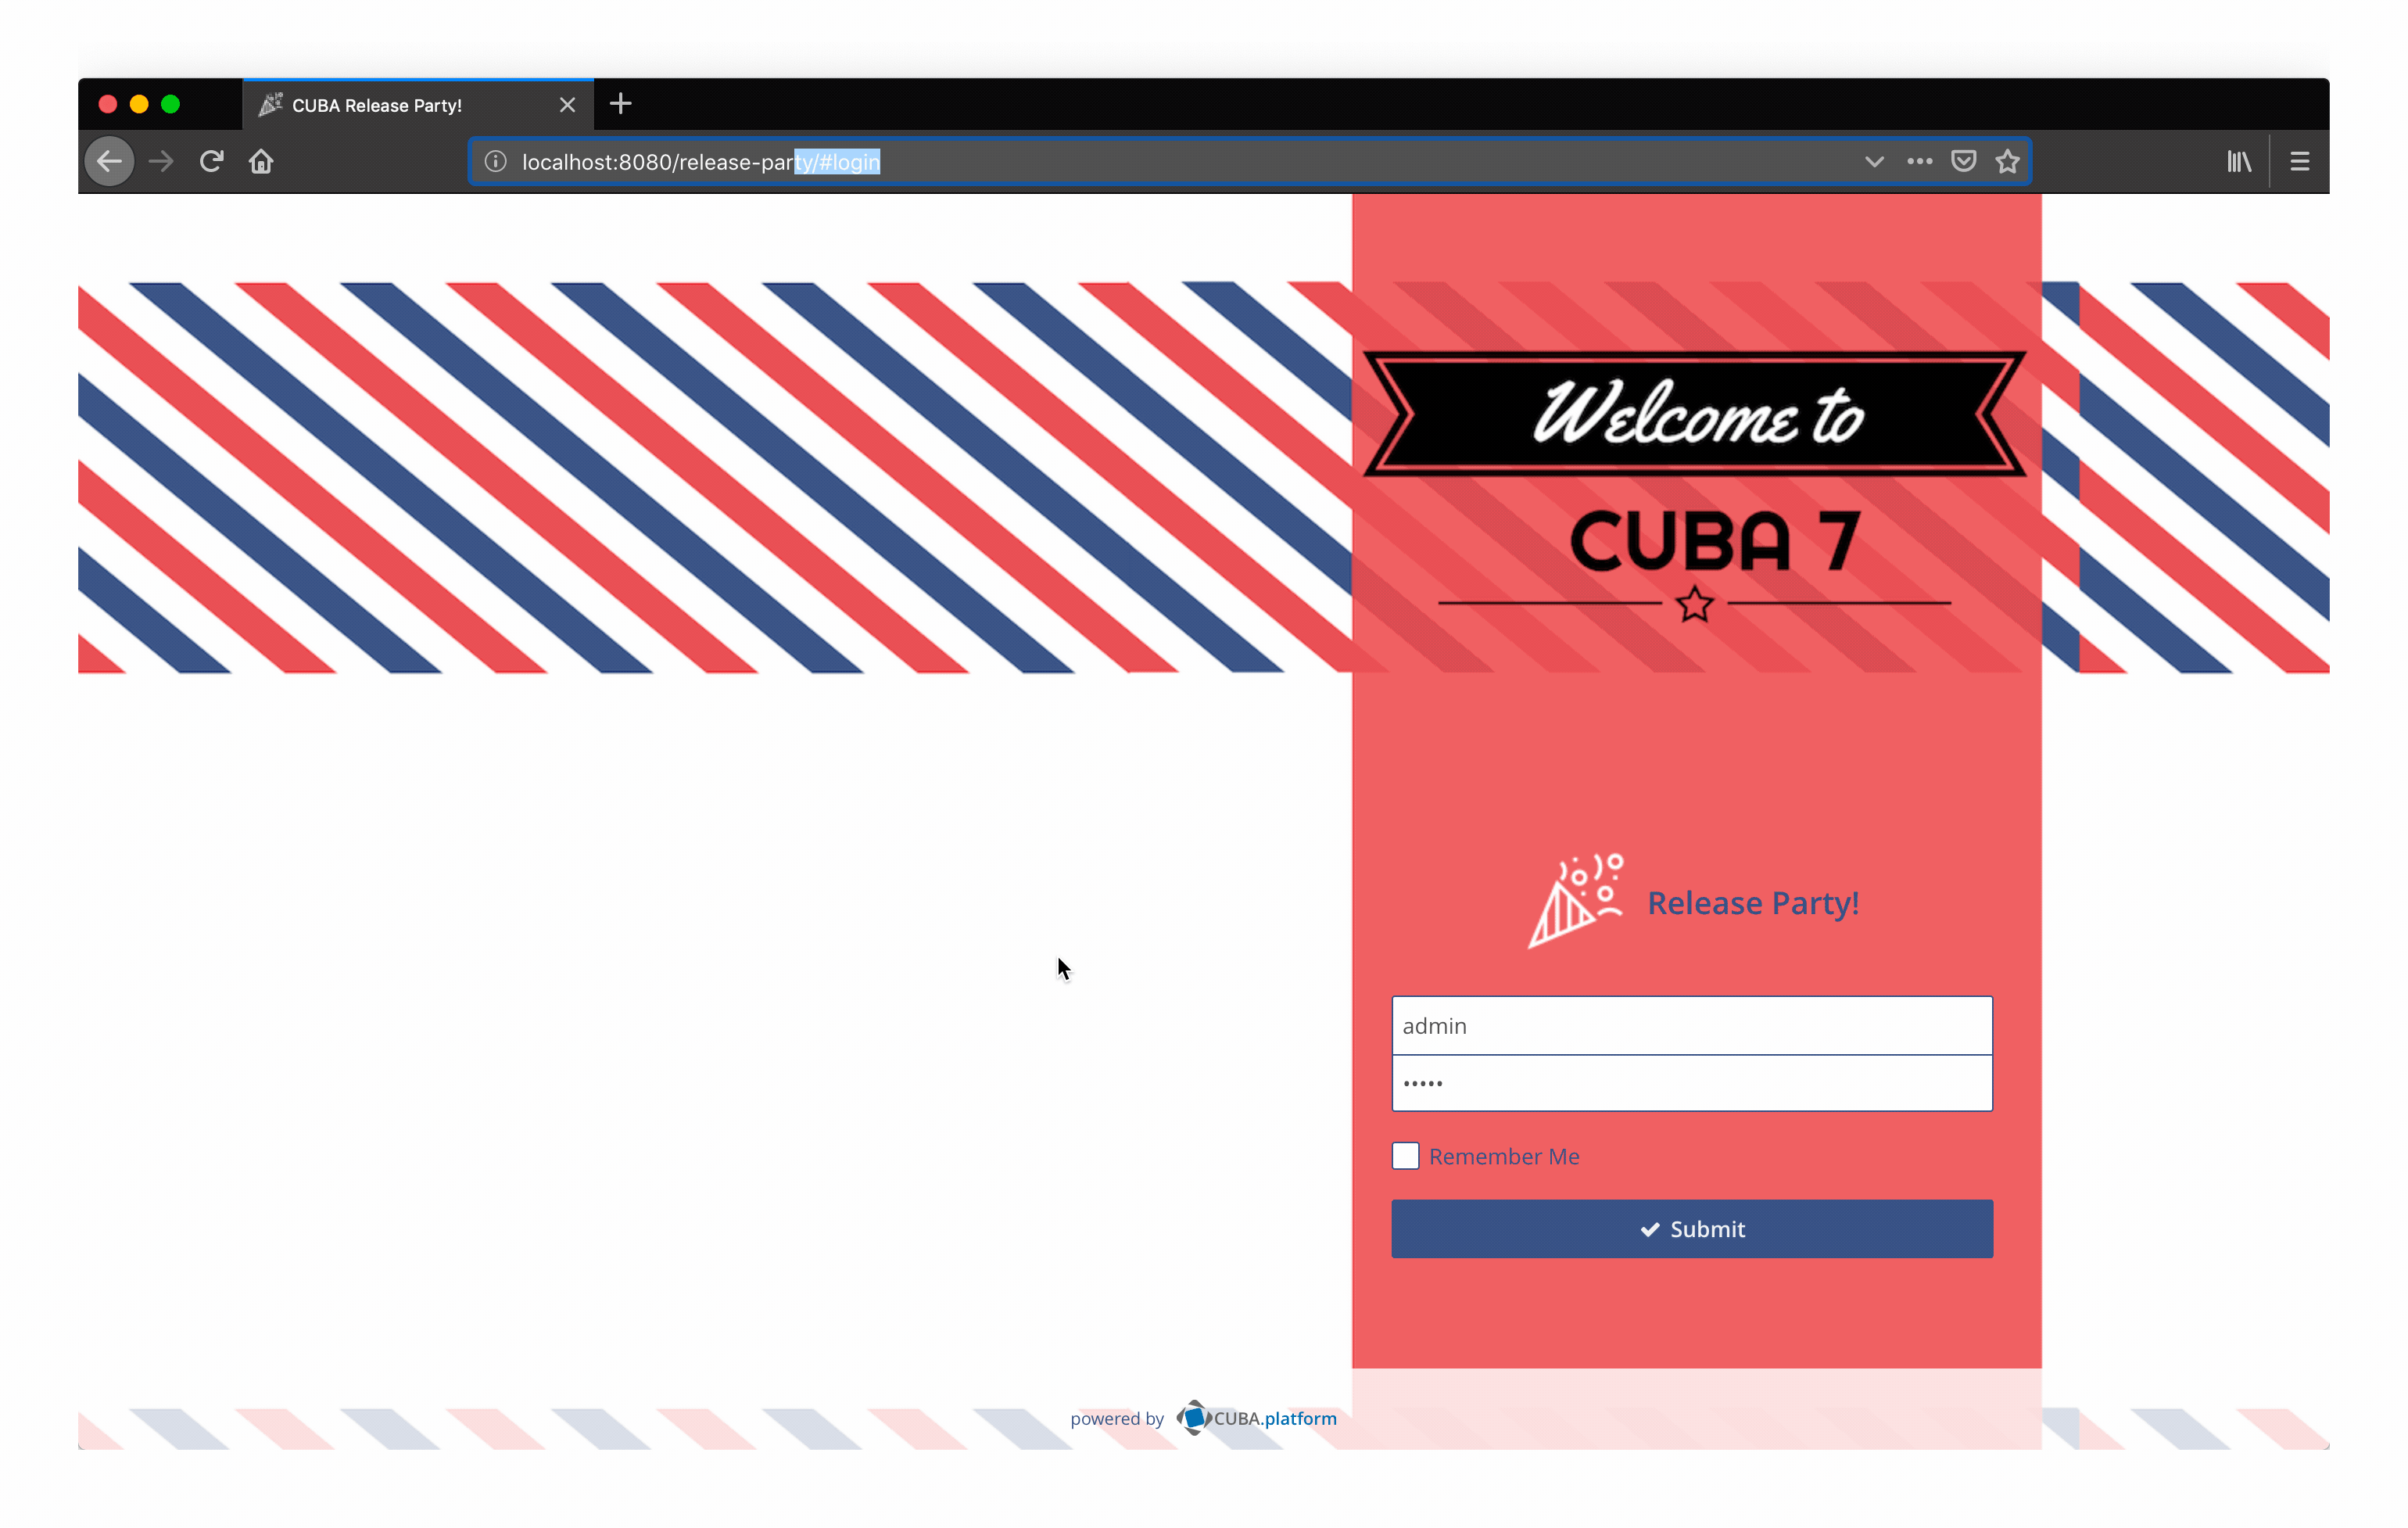 CUBA Release Party!
localhost:8080/release-party/#login
Welcome to
CUBA 7
Release Party!
admin
•••••
Remember Me
Submit
powered by CUBA.platform